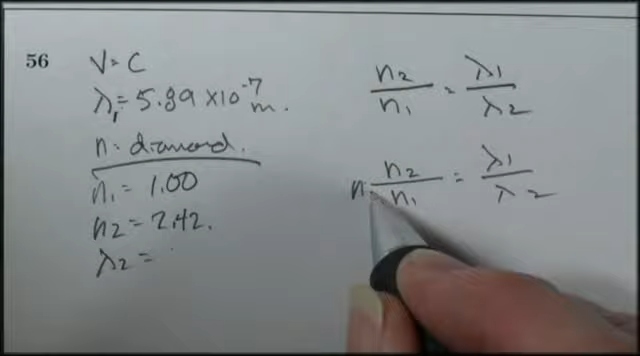 56
V = C
λ₁ = 5.89 × 10⁻⁷ m.
n = diamond.
n₁ = 1.00
n₂ = 2.42.
λ₂ =
n₂/n₁ = λ₁/λ₂
n n₂/n₁ = λ₁/λ₂